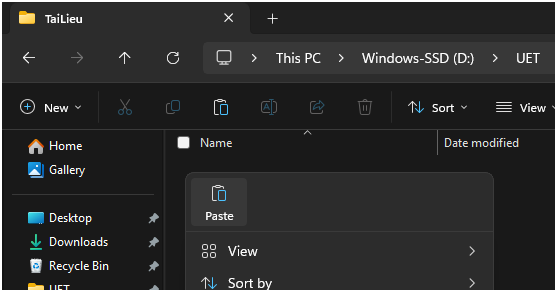 TaiLieu
This PC > Windows-SSD (D:) > UET
New Sort View
Name Date modified
Home
Gallery
Desktop
Downloads
Recycle Bin
UET
Paste
View
Sort by